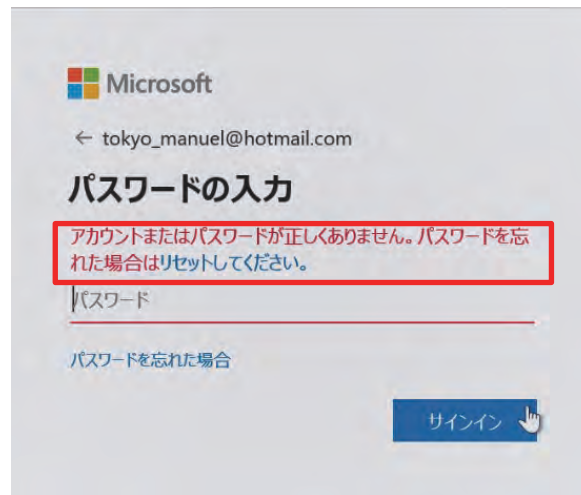 Microsoft
← tokyo_manuel@hotmail.com
パスワードの入力
アカウントまたはパスワードが正しくありません。パスワードを忘
れた場合はリセットしてください。
パスワード
パスワードを忘れた場合
サインイン